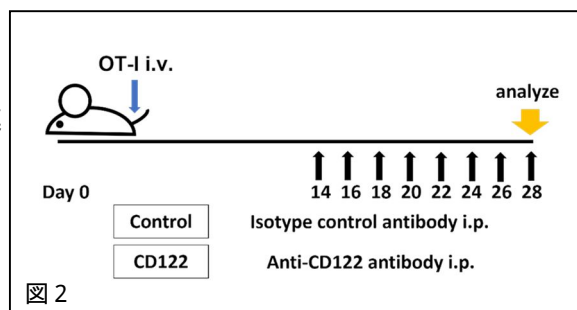 OT-I i.v.
analyze
Day 0
14 16 18 20 22 24 26 28
Control Isotype control antibody i.p.
CD122 Anti-CD122 antibody i.p.
図 2